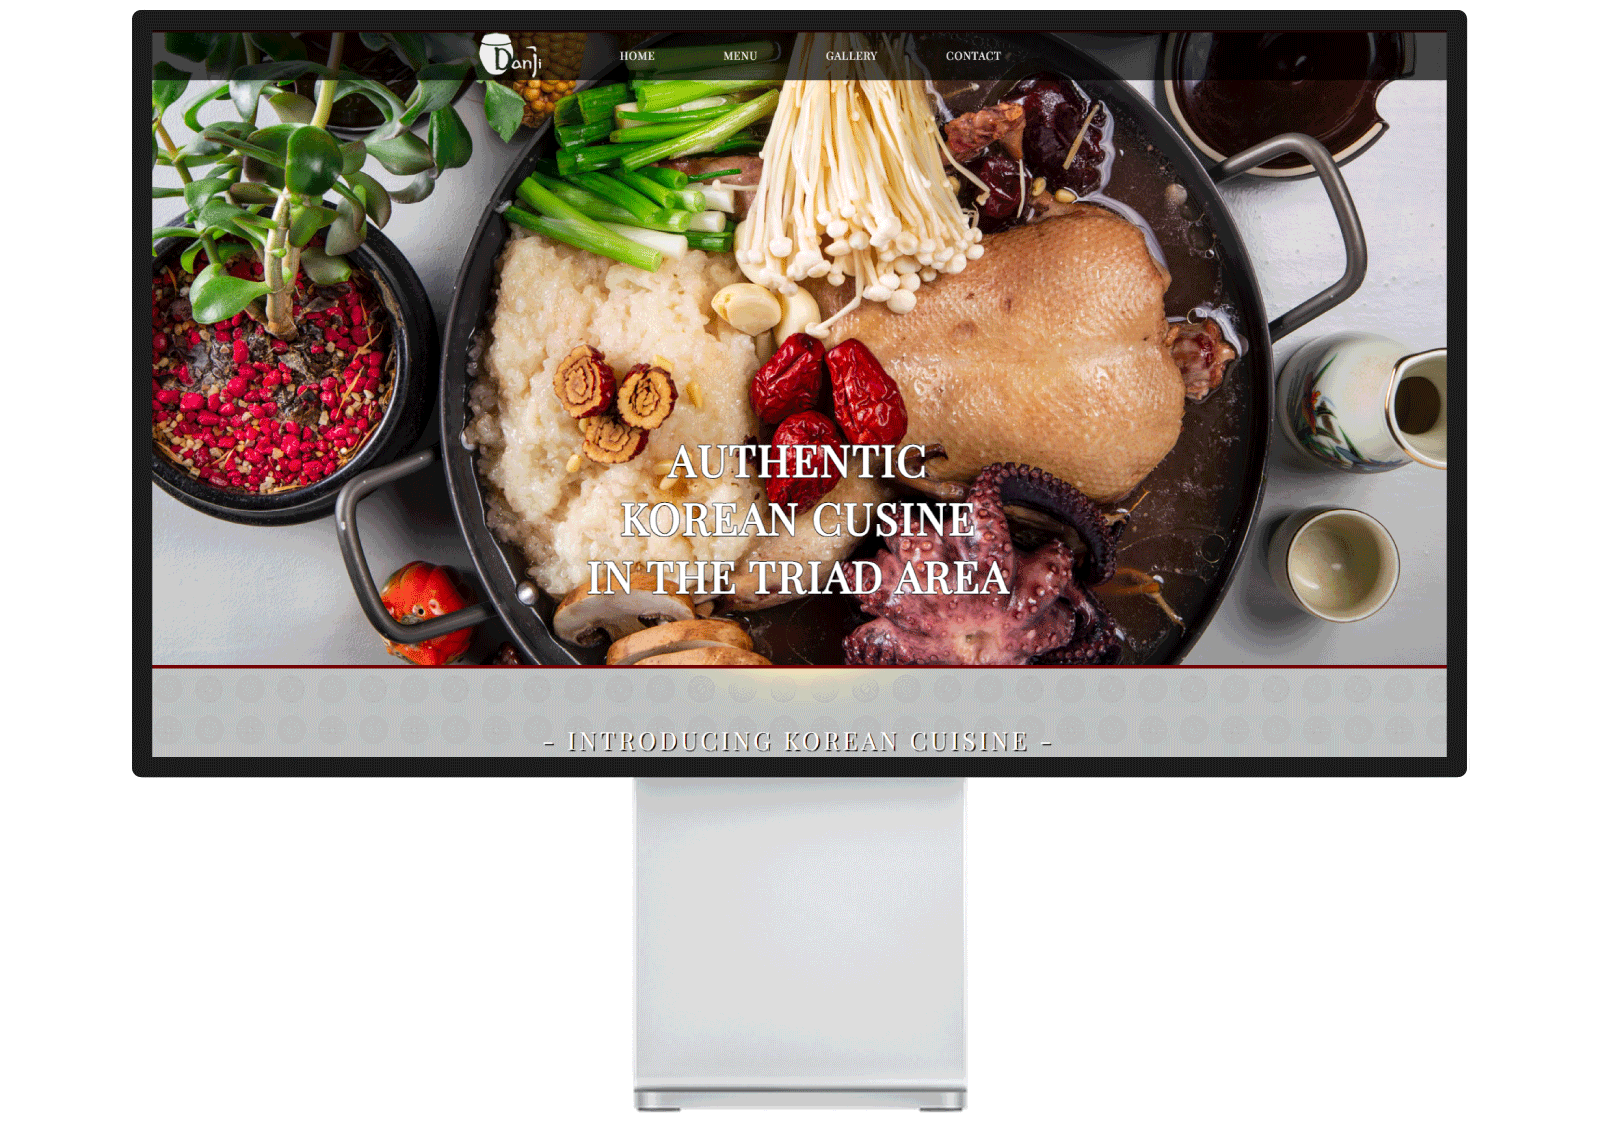 Danji
HOME MENU GALLERY CONTACT
AUTHENTIC
KOREAN CUSINE
IN THE TRIAD AREA
- INTRODUCING KOREAN CUISINE -